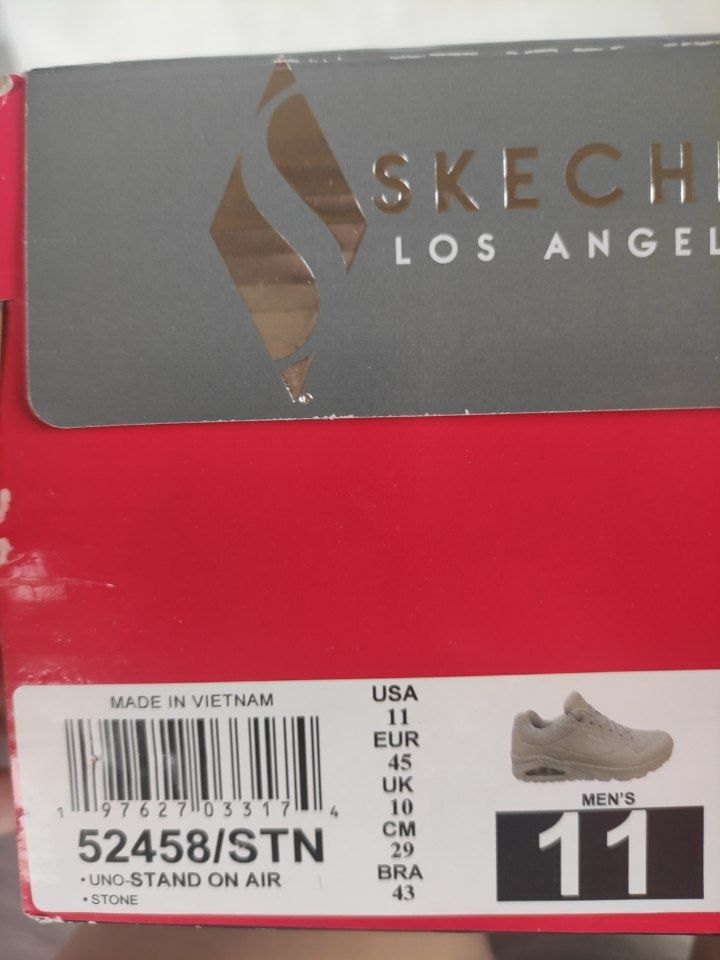 SKECH
LOS ANGEL
MADE IN VIETNAM
1 97627 03317 4
52458/STN
• UNO-STAND ON AIR
• STONE
USA
11
EUR
45
UK
10
CM
29
BRA
43
MEN'S
11